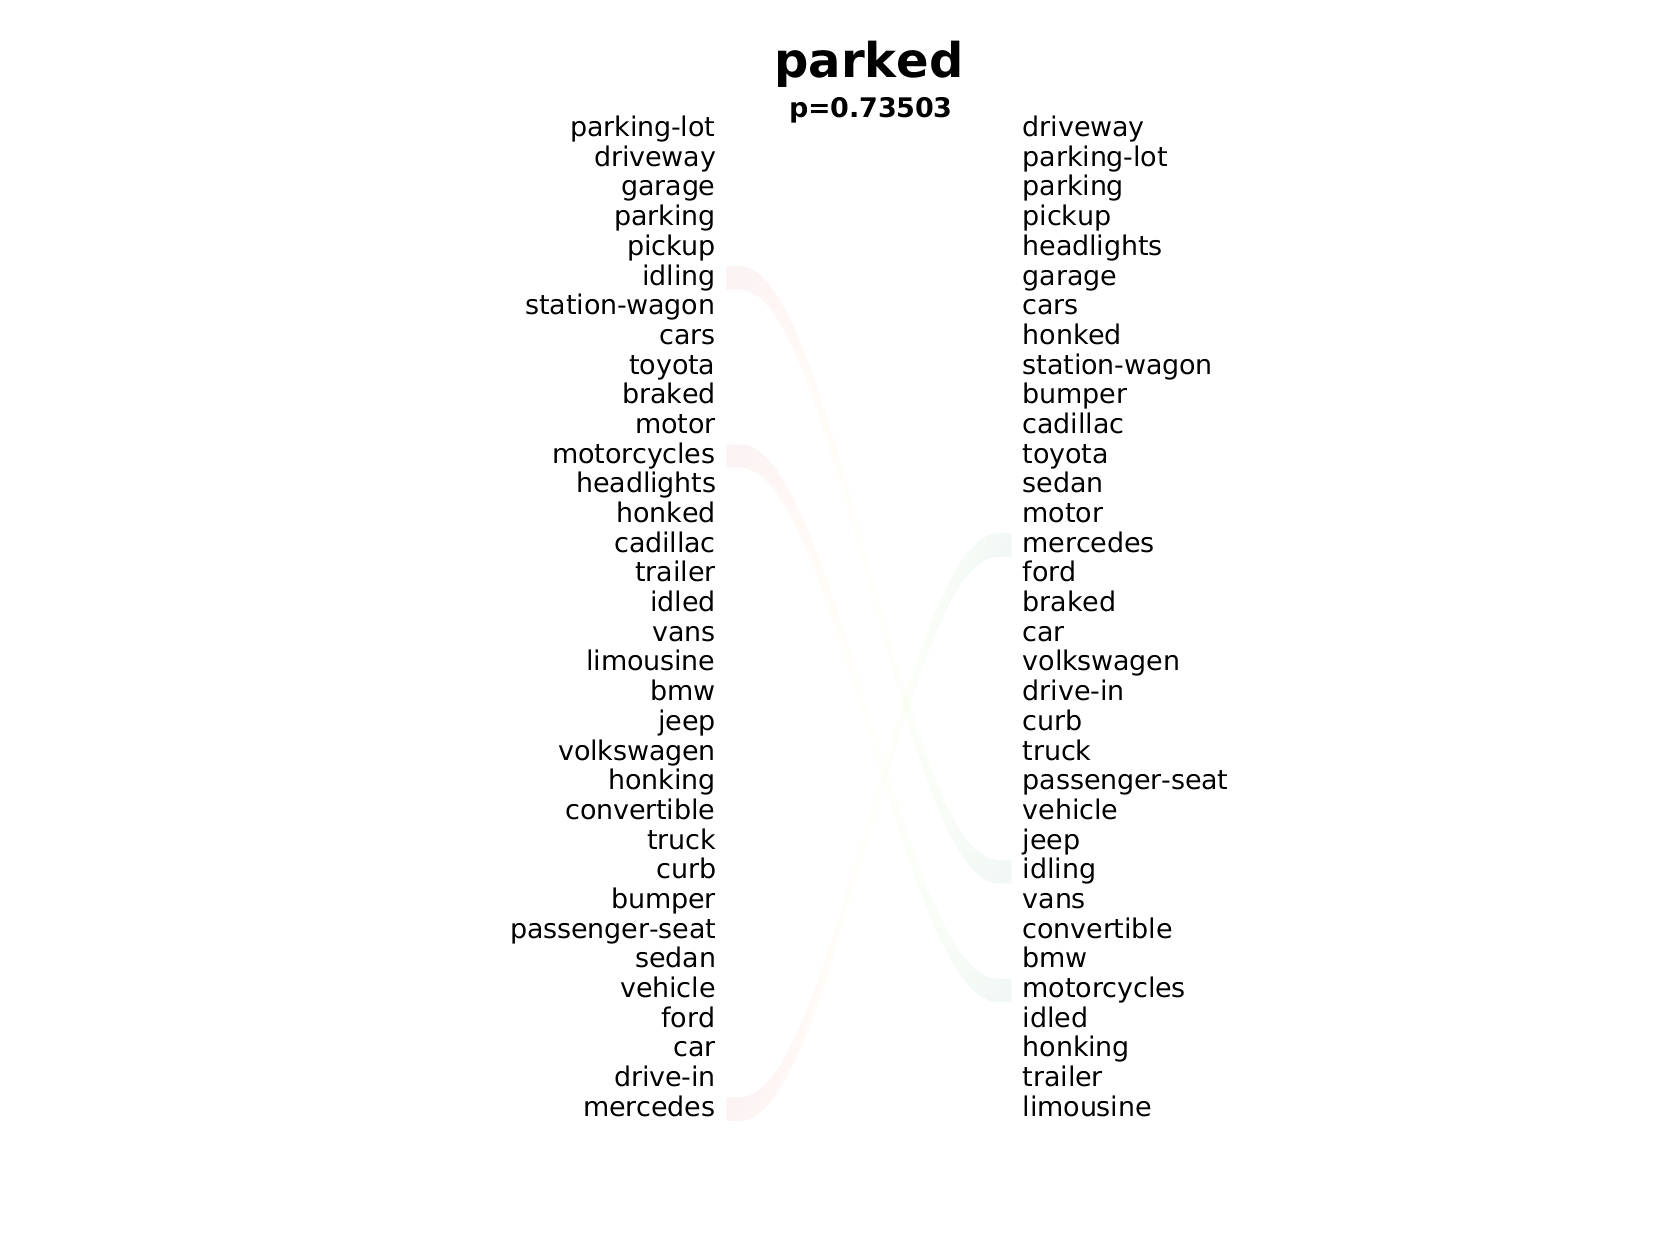 parked
p=0.73503
parking-lot
driveway
garage
parking
pickup
idling
station-wagon
cars
toyota
braked
motor
motorcycles
headlights
honked
cadillac
trailer
idled
vans
limousine
bmw
jeep
volkswagen
honking
convertible
truck
curb
bumper
passenger-seat
sedan
vehicle
ford
car
drive-in
mercedes
driveway
parking-lot
parking
pickup
headlights
garage
cars
honked
station-wagon
bumper
cadillac
toyota
sedan
motor
mercedes
ford
braked
car
volkswagen
drive-in
curb
truck
passenger-seat
vehicle
jeep
idling
vans
convertible
bmw
motorcycles
idled
honking
trailer
limousine